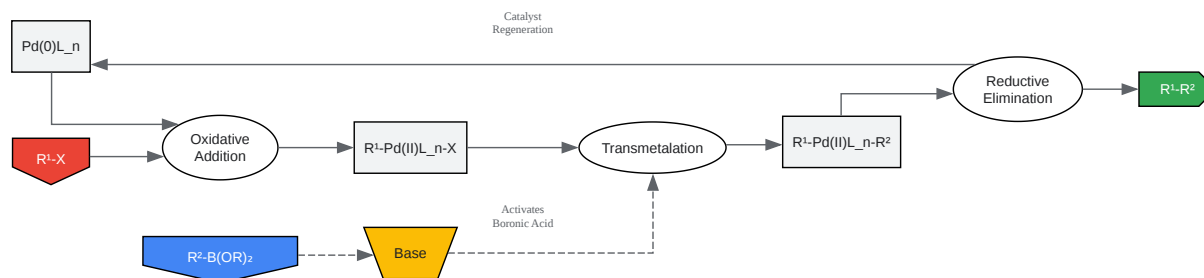 Catalyst
Regeneration
Pd(0)L_n
Reductive
Elimination
R¹-R²
Oxidative
Addition
R¹-X
R¹-Pd(II)L_n-X
Transmetalation
R¹-Pd(II)L_n-R²
Activates
Boronic Acid
R²-B(OR)₂
Base